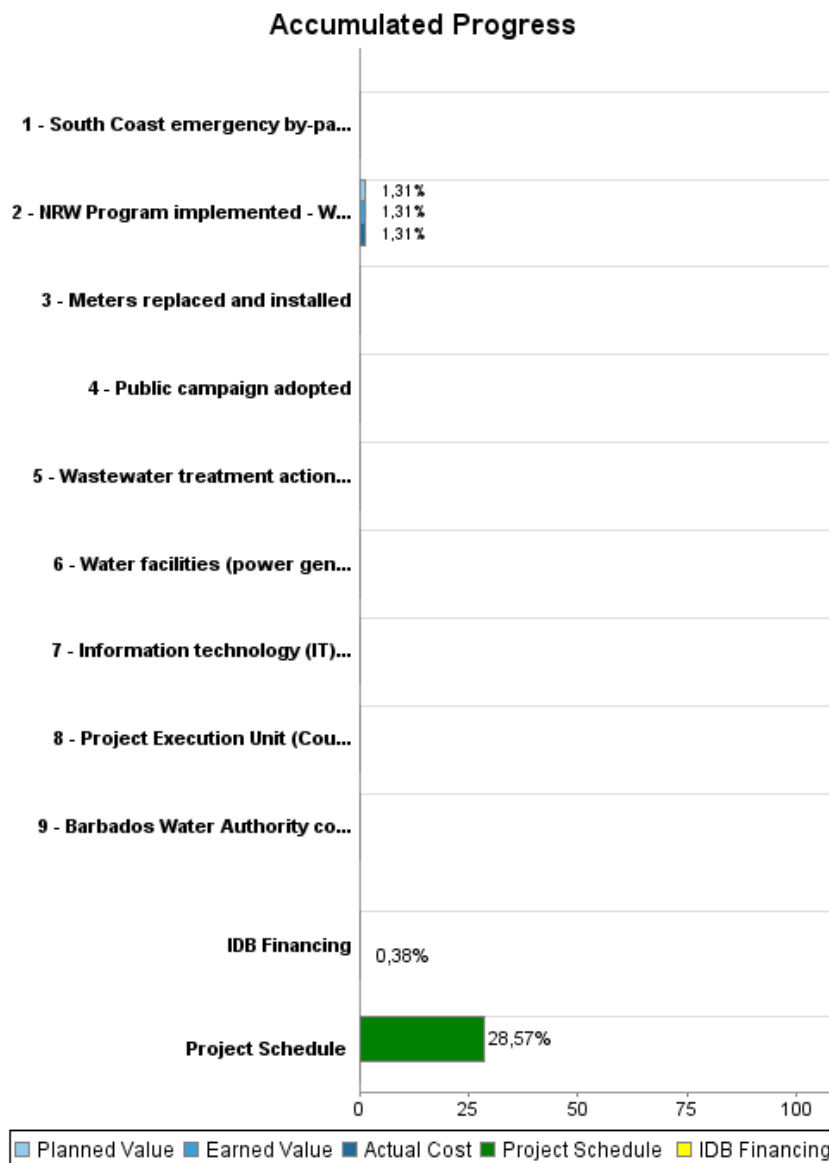 Accumulated Progress
1 - South Coast emergency by-pa...
1,31%
2 - NRW Program implemented - W...
1,31%
1,31%
3 - Meters replaced and installed
4 - Public campaign adopted
5 - Wastewater treatment action...
6 - Water facilities (power gen...
7 - Information technology (IT)...
8 - Project Execution Unit (Cou...
9 - Barbados Water Authority co...
IDB Financing
0,38%
Project Schedule
28,57%
0 25 50 75 100
Planned Value Earned Value Actual Cost Project Schedule IDB Financing